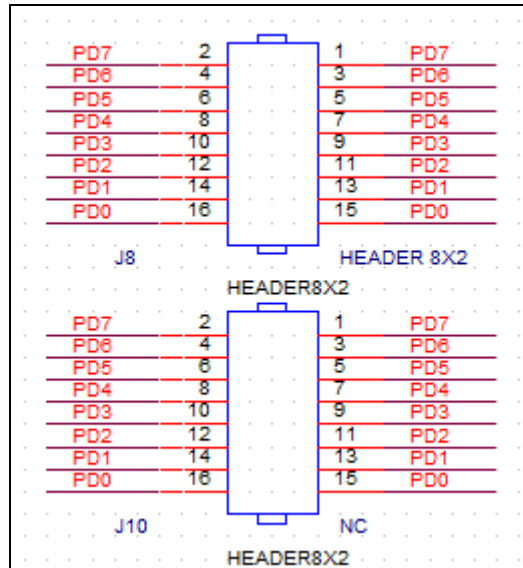 PD7 2 1 PD7
PD6 4 3 PD6
PD5 6 5 PD5
PD4 8 7 PD4
PD3 10 9 PD3
PD2 12 11 PD2
PD1 14 13 PD1
PD0 16 15 PD0
J8 HEADER 8X2
HEADER8X2
PD7 2 1 PD7
PD6 4 3 PD6
PD5 6 5 PD5
PD4 8 7 PD4
PD3 10 9 PD3
PD2 12 11 PD2
PD1 14 13 PD1
PD0 16 15 PD0
J10 NC
HEADER8X2